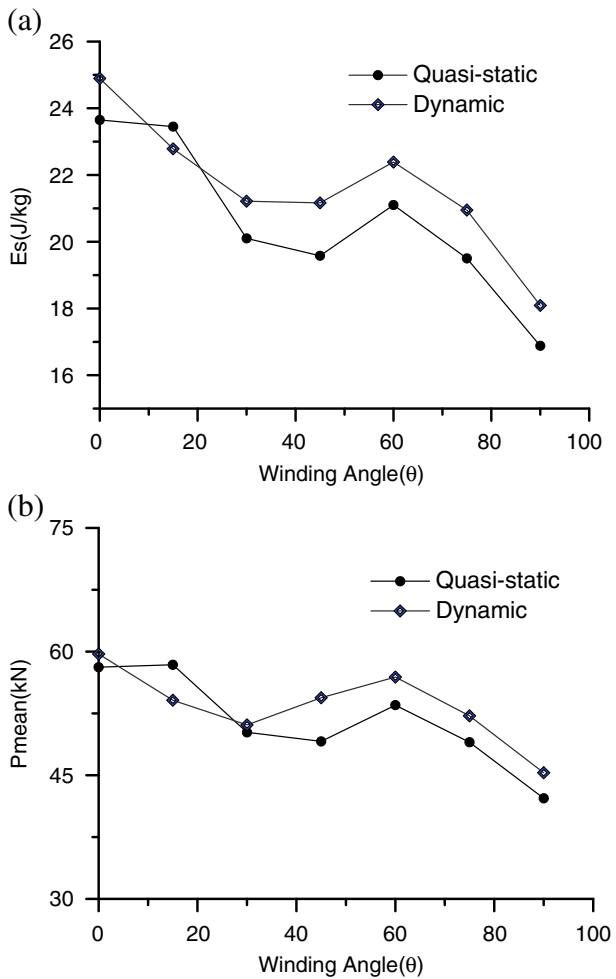 (a)
26
24
22
20
18
16
Es(J/kg)
Quasi-static
Dynamic
0 20 40 60 80 100
Winding Angle(θ)
(b)
75
60
45
30
Pmean(kN)
Quasi-static
Dynamic
0 20 40 60 80 100
Winding Angle(θ)